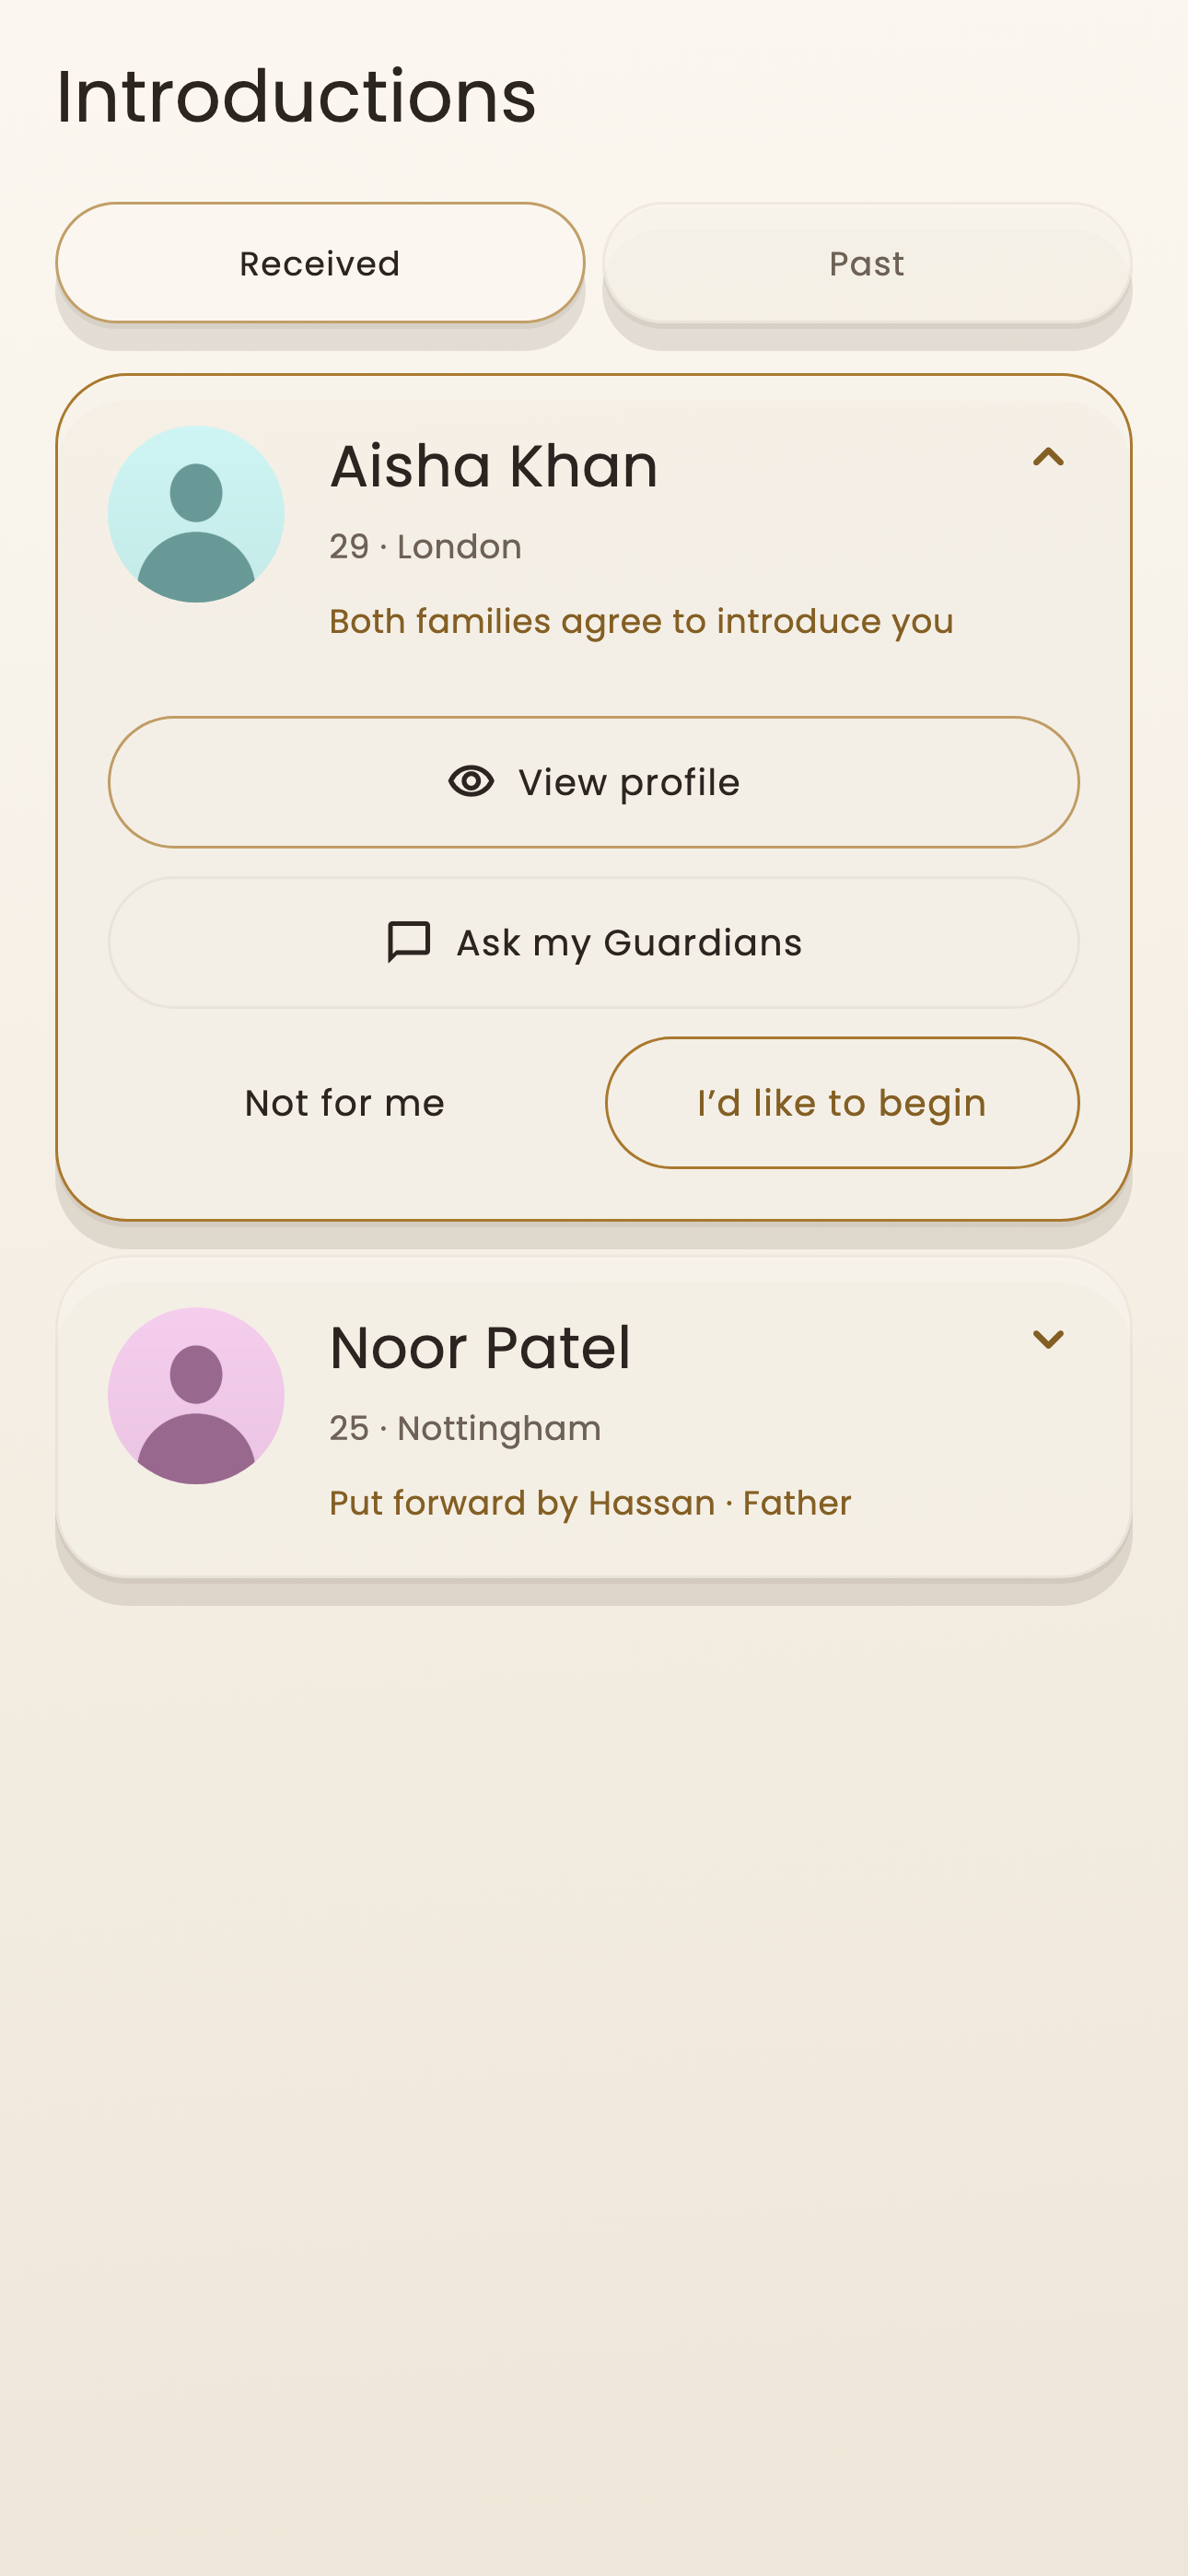 Introductions
Received
Past
Aisha Khan
29 · London
Both families agree to introduce you
View profile
Ask my Guardians
Not for me
I’d like to begin
Noor Patel
25 · Nottingham
Put forward by Hassan · Father